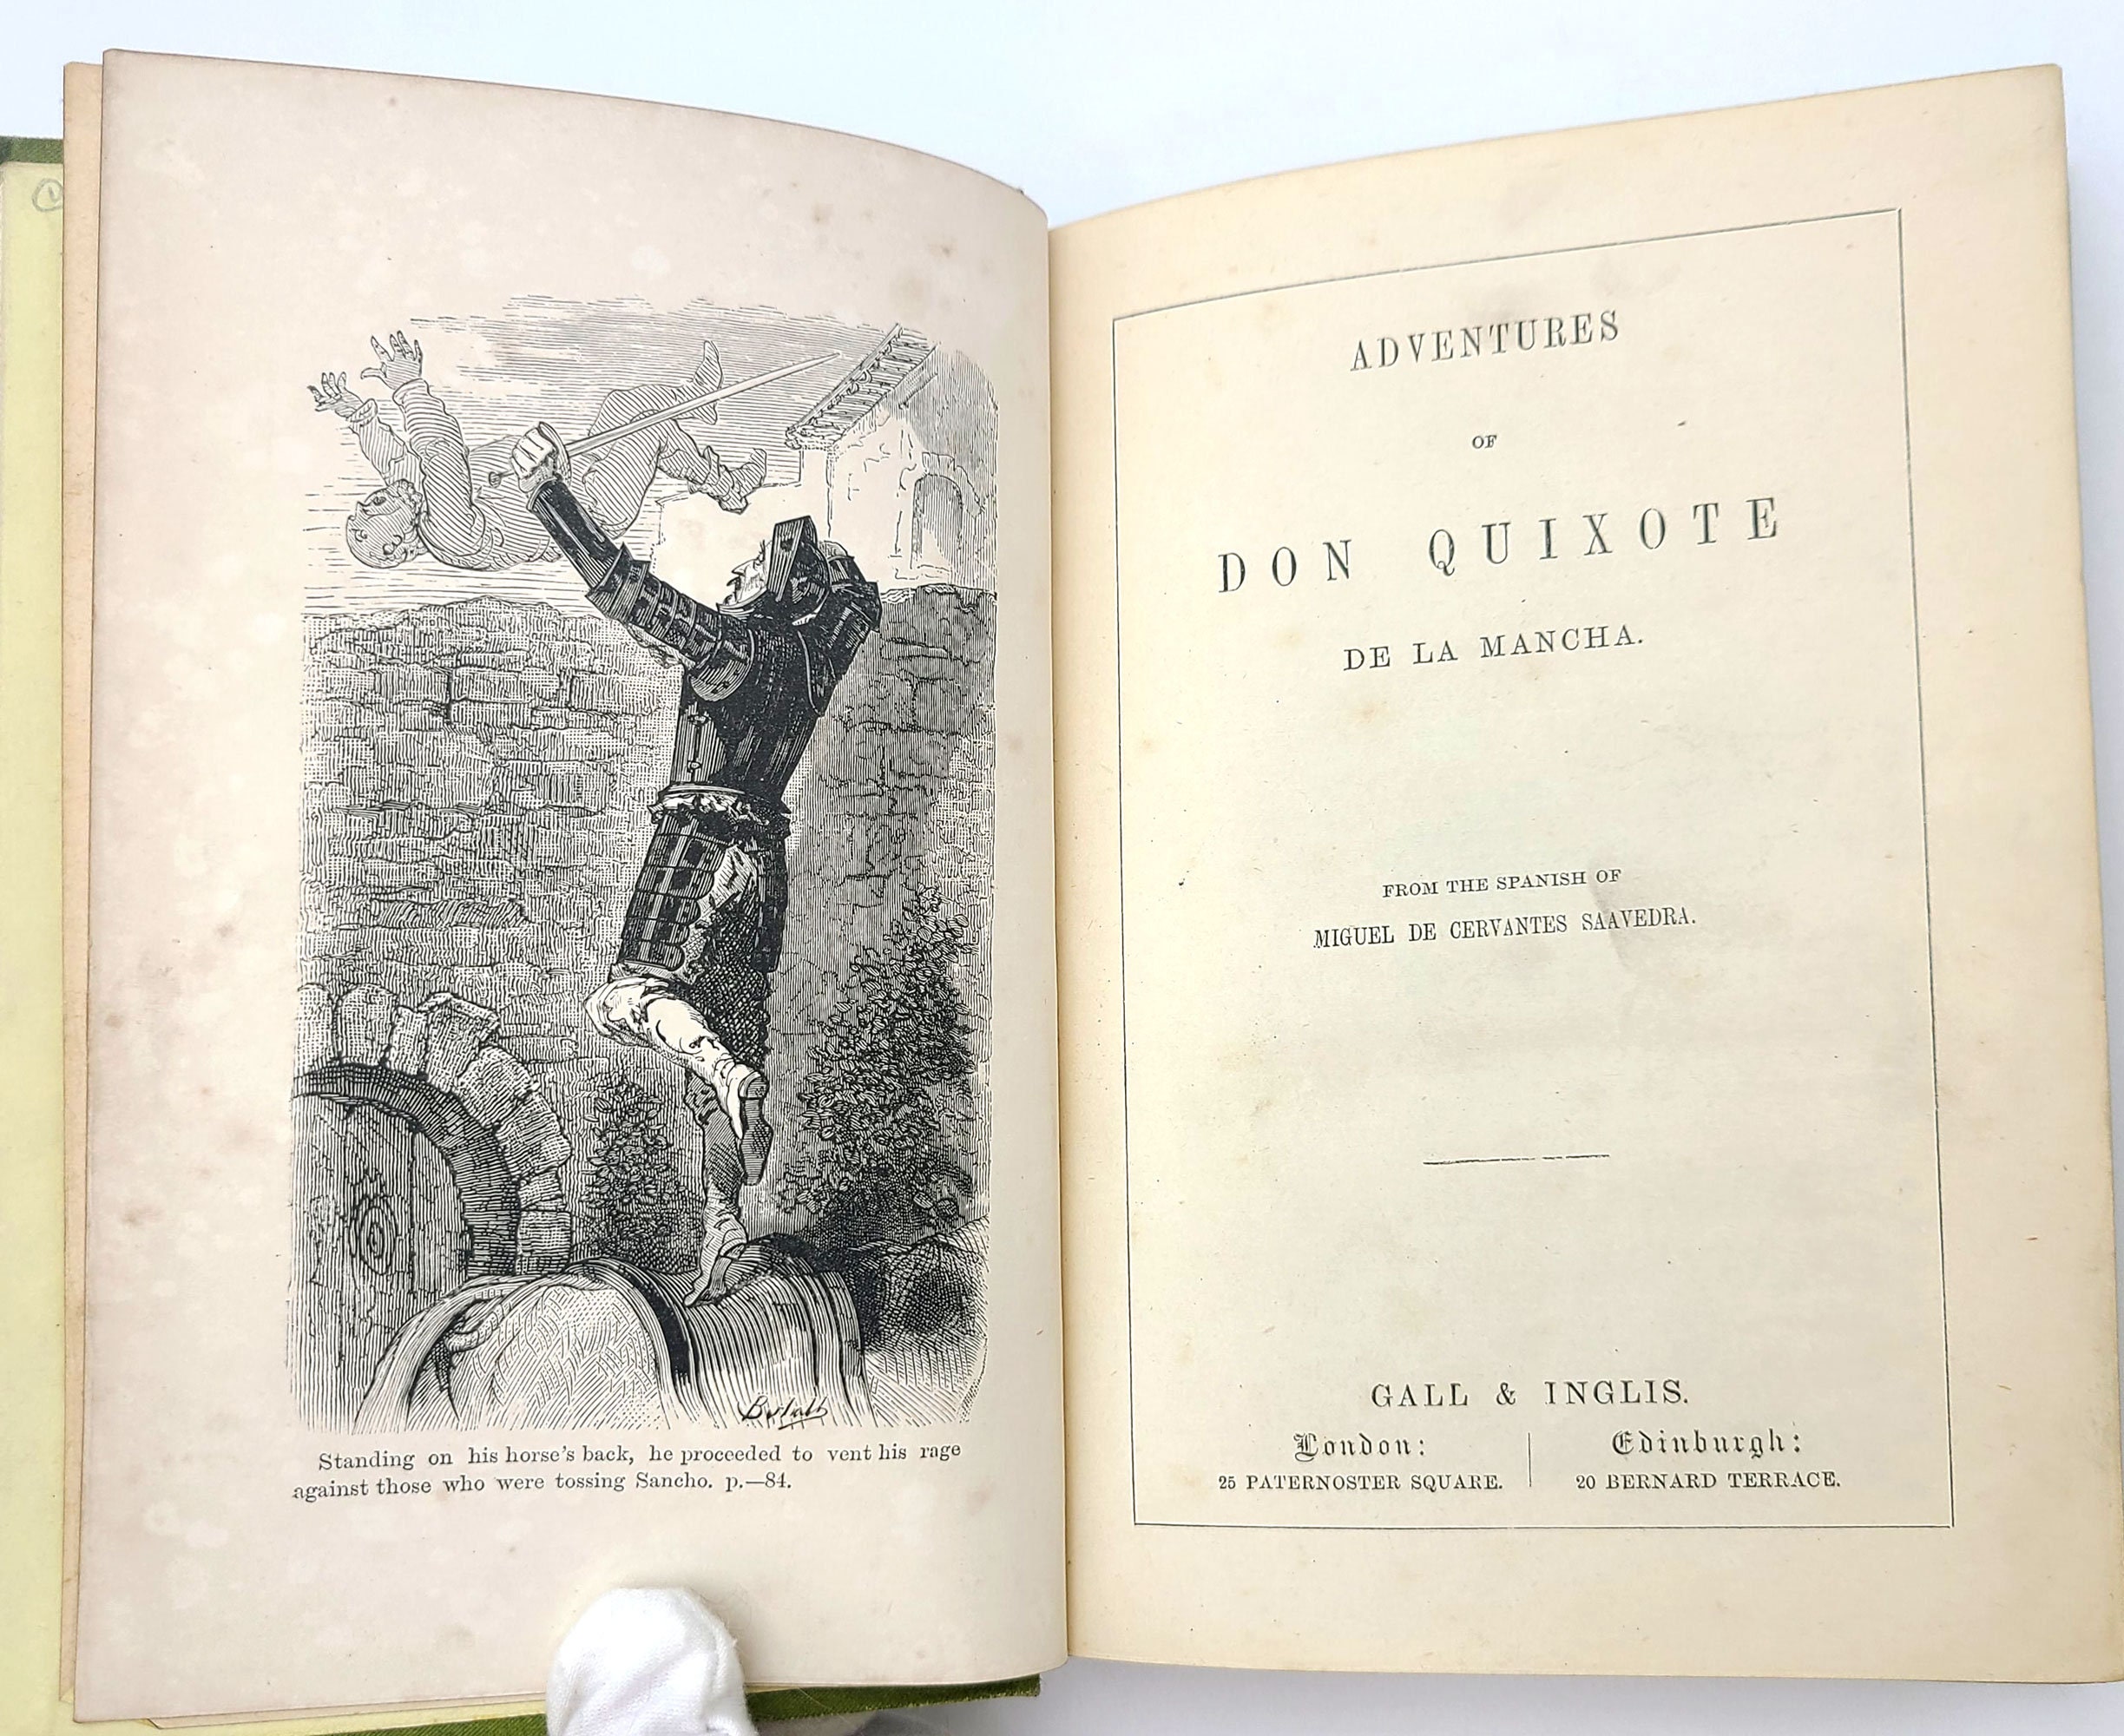 Standing on his horse's back, he proceeded to vent his rage
against those who were tossing Sancho. p.—84.
ADVENTURES
OF
DON QUIXOTE
DE LA MANCHA.
FROM THE SPANISH OF
MIGUEL DE CERVANTES SAAVEDRA.
GALL & INGLIS.
London:
25 PATERNOSTER SQUARE.
Edinburgh:
20 BERNARD TERRACE.